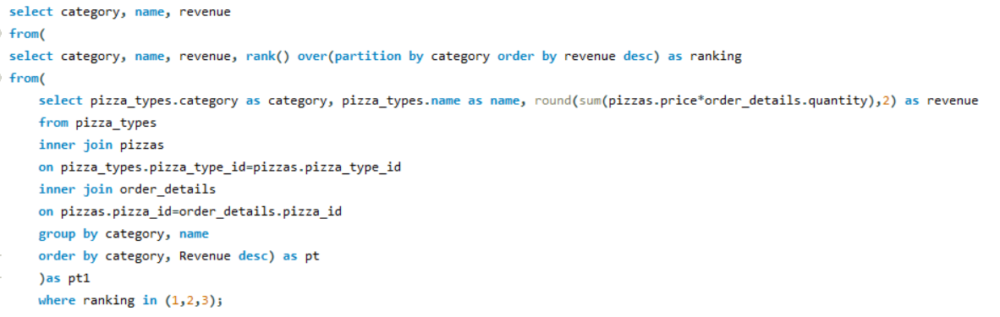 select category, name, revenue
from(
select category, name, revenue, rank() over(partition by category order by revenue desc) as ranking
from(
select pizza_types.category as category, pizza_types.name as name, round(sum(pizzas.price*order_details.quantity),2) as revenue
from pizza_types
inner join pizzas
on pizza_types.pizza_type_id=pizzas.pizza_type_id
inner join order_details
on pizzas.pizza_id=order_details.pizza_id
group by category, name
order by category, Revenue desc) as pt
)as pt1
where ranking in (1,2,3);